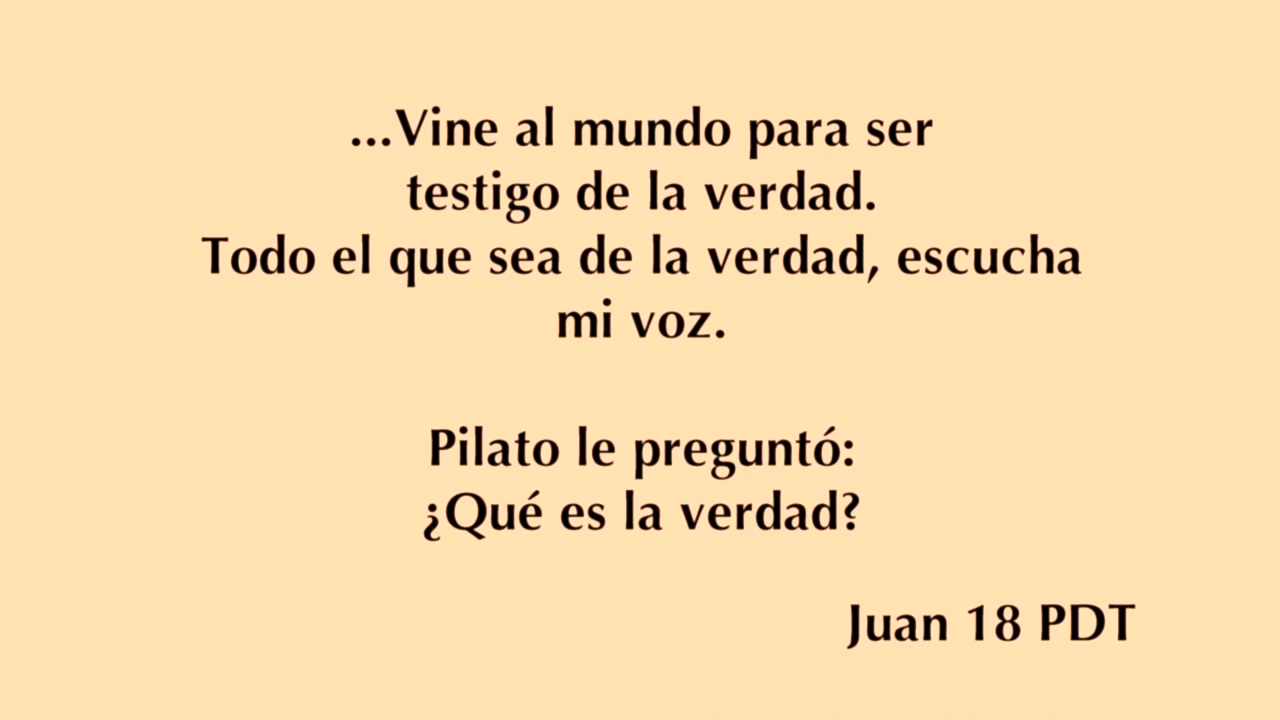 ...Vine al mundo para ser
testigo de la verdad.
Todo el que sea de la verdad, escucha
mi voz.
Pilato le preguntó:
¿Qué es la verdad?
Juan 18 PDT